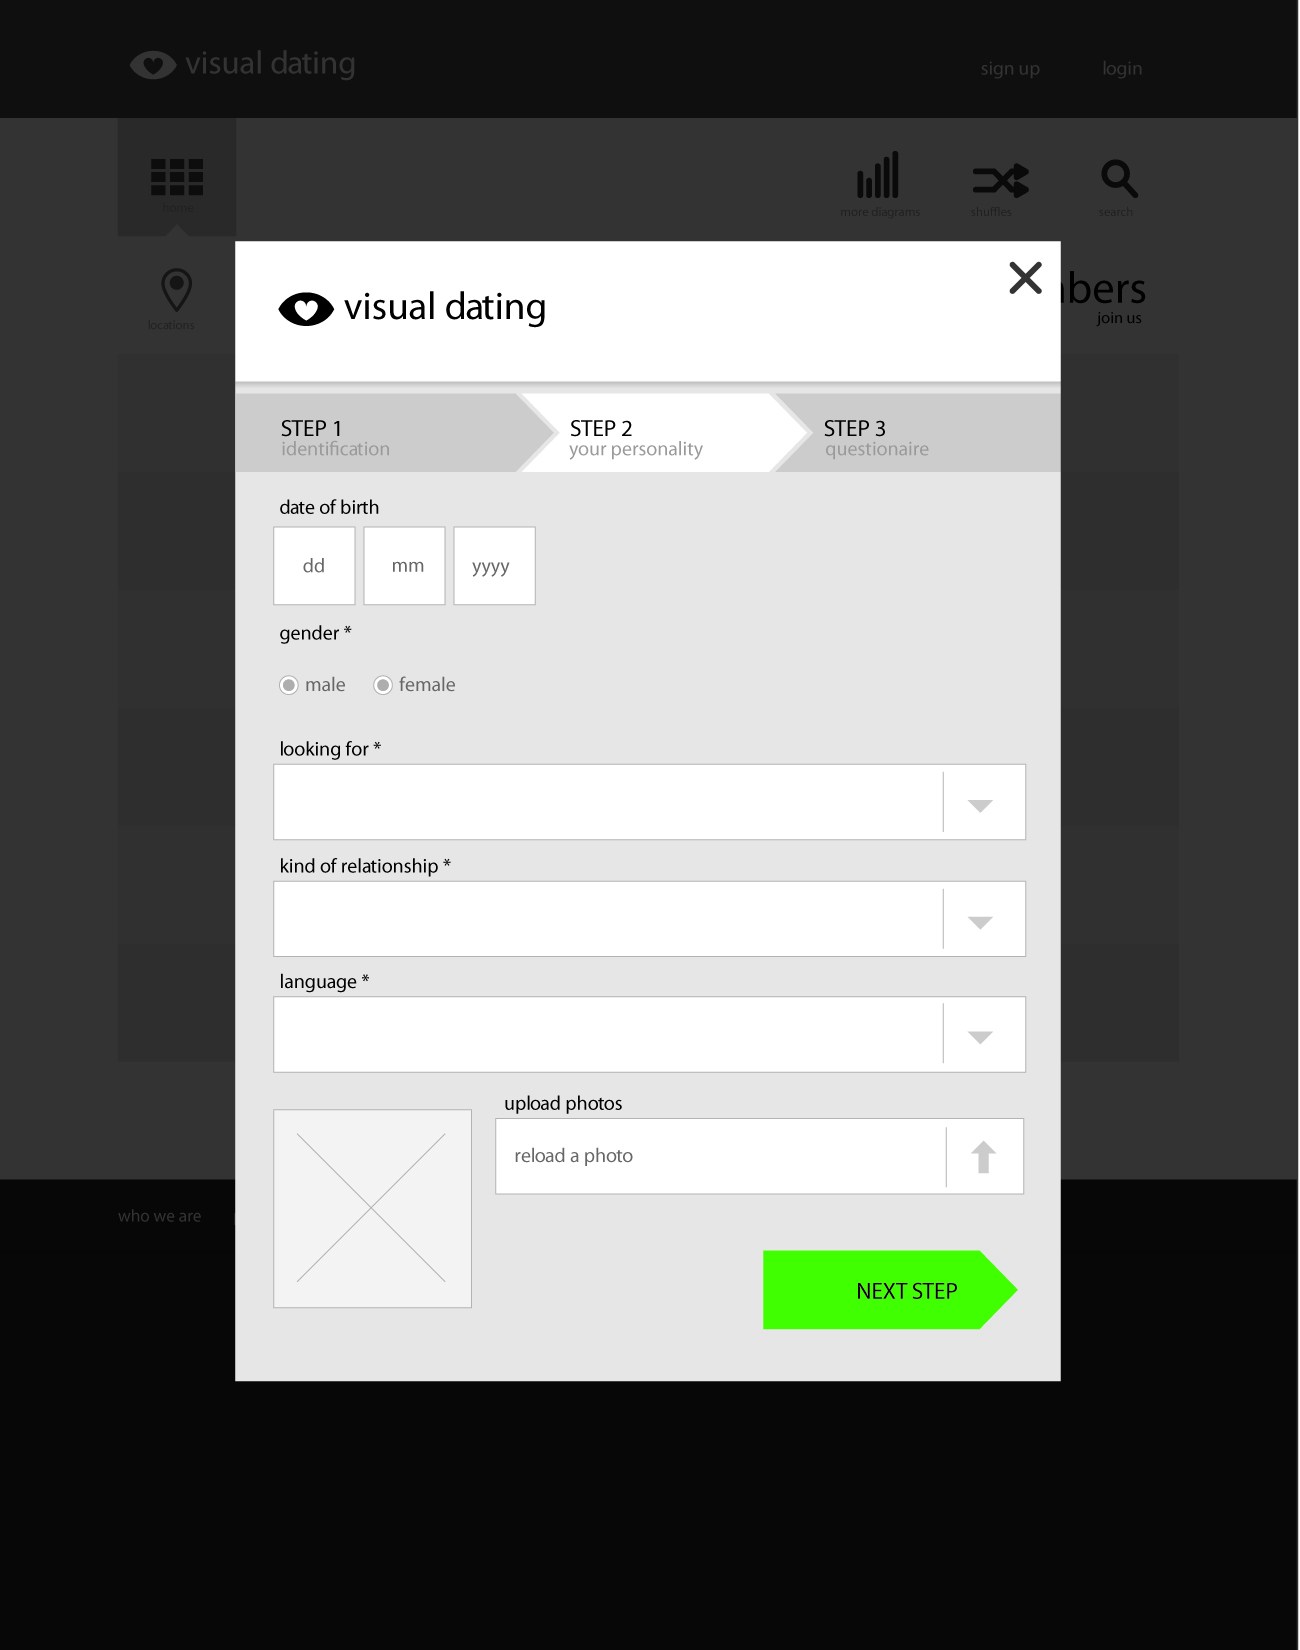 visual dating
sign up
login
home
more diagrams
shuffles
search
locations
join us
visual dating
STEP 1
identification
STEP 2
your personality
STEP 3
questionaire
date of birth
dd
mm
yyyy
gender *
male
female
looking for *
kind of relationship *
language *
upload photos
reload a photo
who we are
NEXT STEP